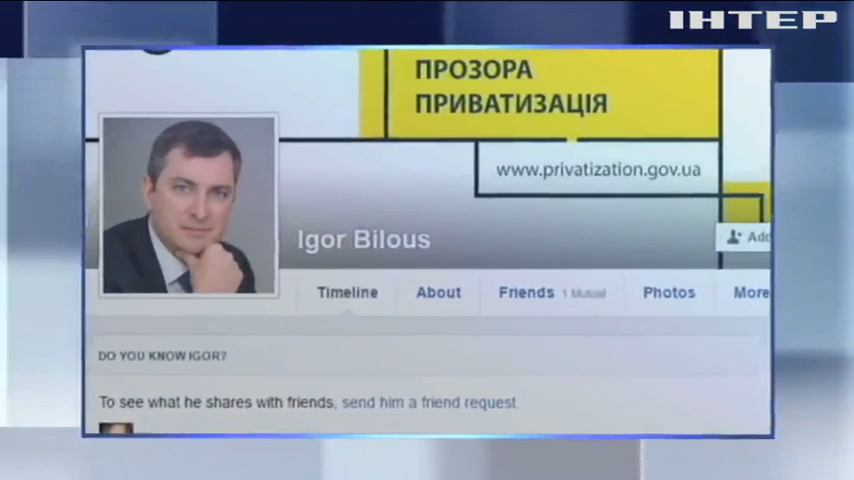 ІНТЕР
ПРОЗОРА
ПРИВАТИЗАЦІЯ
www.privatization.gov.ua
Igor Bilous
Add
Timeline About Friends 1 Mutual Photos More
DO YOU KNOW IGOR?
To see what he shares with friends, send him a friend request